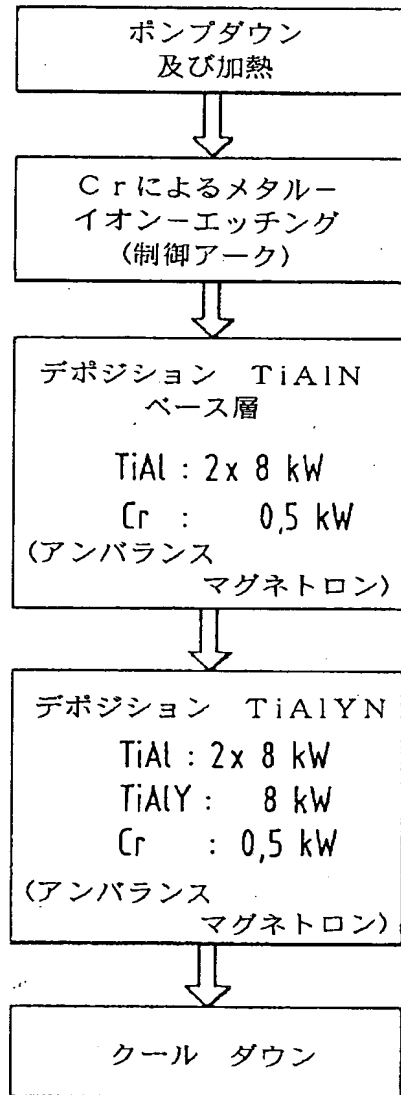 ポンプダウン
及び加熱
Ｃｒによるメタル－
イオン－エッチング
(制御アーク)
デポジション　ＴｉＡｌＮ
ベース層
TiAl : 2x 8 kW
Cr : 0,5 kW
(アンバランス
マグネトロン)
デポジション　ＴｉＡｌＹＮ
TiAl : 2x 8 kW
TiAlY : 8 kW
Cr : 0,5 kW
(アンバランス
マグネトロン)
クール ダウン